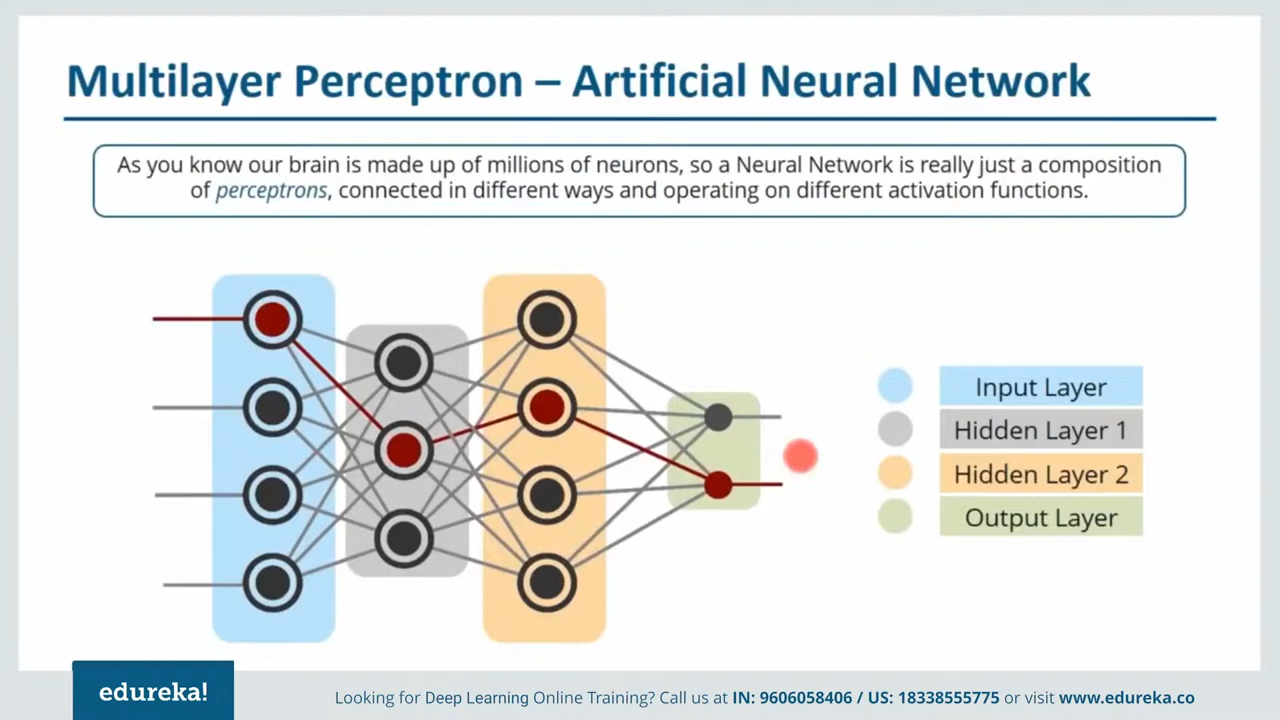 Multilayer Perceptron – Artificial Neural Network
As you know our brain is made up of millions of neurons, so a Neural Network is really just a composition
of perceptrons, connected in different ways and operating on different activation functions.
Input Layer
Hidden Layer 1
Hidden Layer 2
Output Layer
edureka!
Looking for Deep Learning Online Training? Call us at IN: 9606058406 / US: 18338555775 or visit www.edureka.co